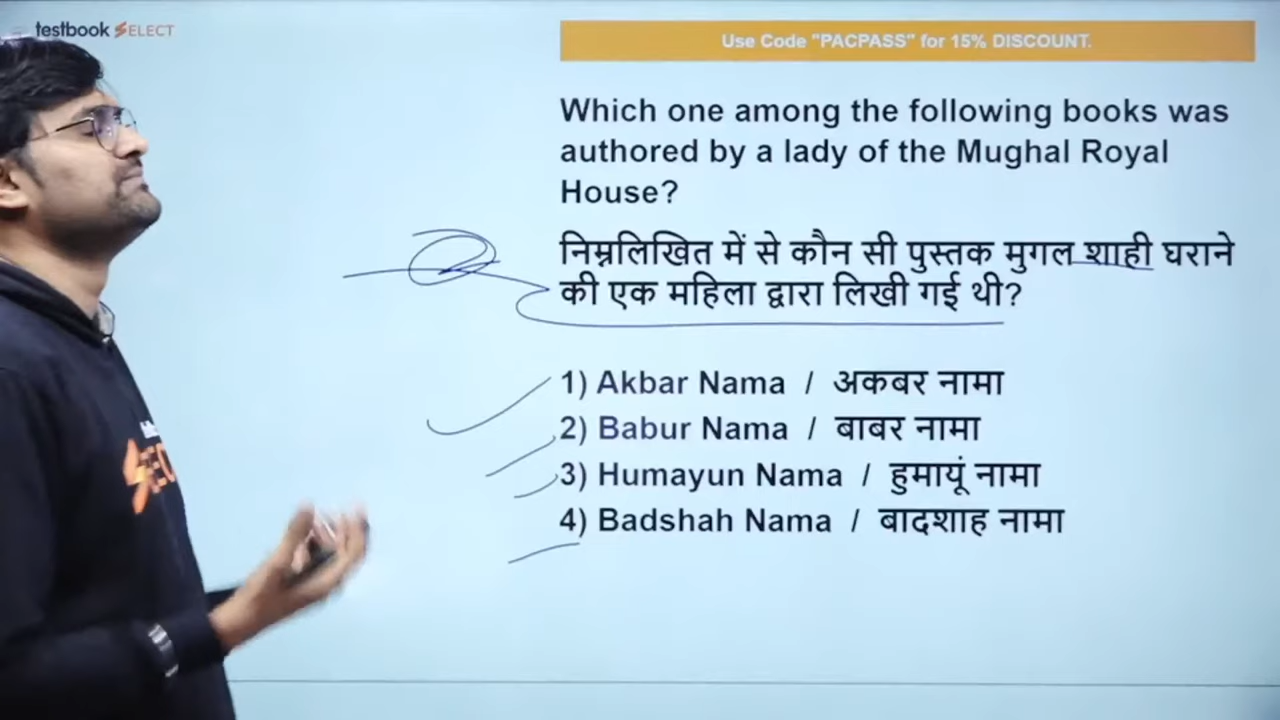 testbook SELECT
Use Code "PACPASS" for 15% DISCOUNT.
Which one among the following books was
authored by a lady of the Mughal Royal
House?
निम्नलिखित में से कौन सी पुस्तक मुगल शाही घराने
की एक महिला द्वारा लिखी गई थी?
1) Akbar Nama / अकबर नामा
2) Babur Nama / बाबर नामा
3) Humayun Nama / हुमायूं नामा
4) Badshah Nama / बादशाह नामा